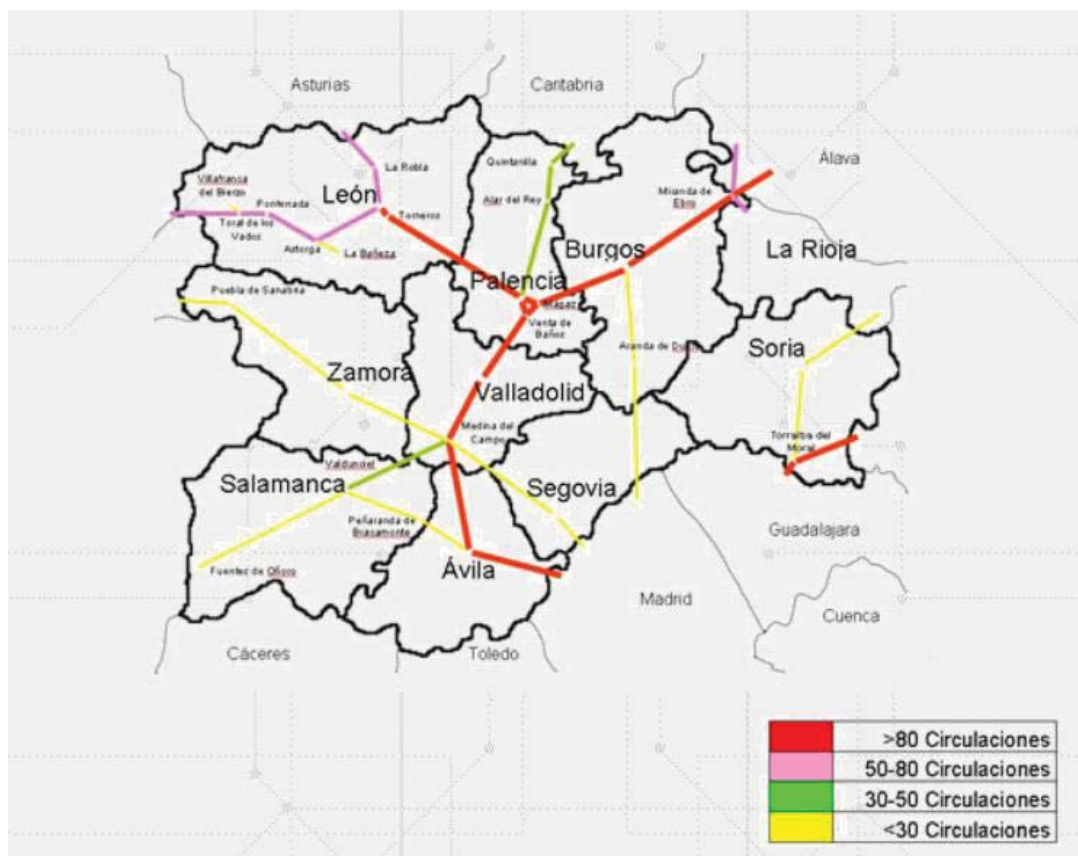 Asturias
Cantabria
Álava
Quintanilla
La Robla
Villafranca
del Bierzo
León
Alar del Rey
Miranda de
Ebro
Ponferrada
Torneros
Toral de los
Vados
Astorga
La Bañeza
Burgos
La Rioja
Palencia
Magaz
Puebla de Sanabria
Venta de
Baños
Aranda de Duero
Soria
Zamora
Valladolid
Medina del
Campo
Torralba del
Moral
Salamanca
Segovia
Peñaranda de
Bracamonte
Guadalajara
Fuentes de Oñoro
Ávila
Madrid
Cuenca
Cáceres
Toledo
>80 Circulaciones
50-80 Circulaciones
30-50 Circulaciones
<30 Circulaciones